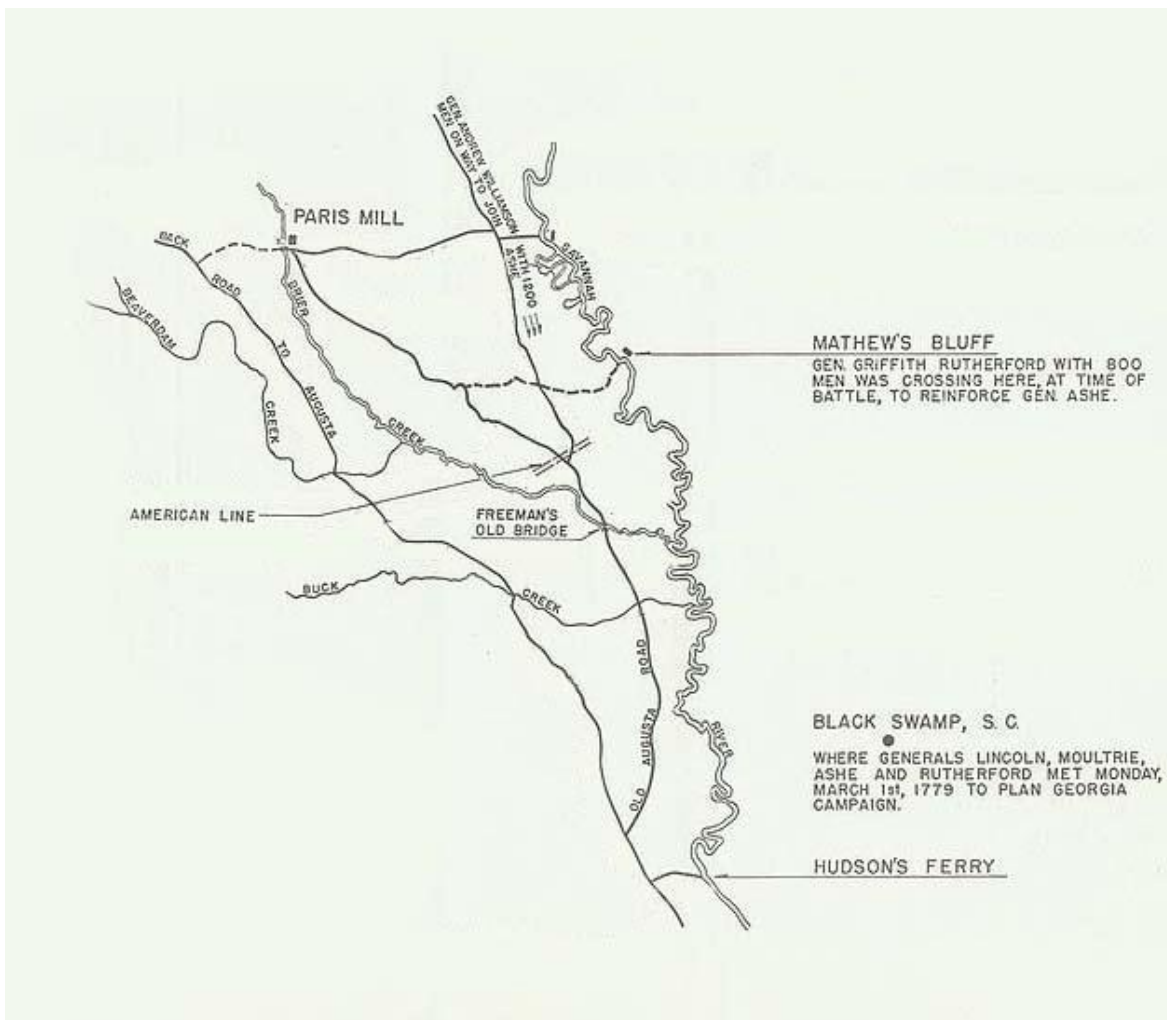 GEN. ANDREW WILLIAMSON WITH 1200
MEN ON WAY TO JOIN ASHE
PARIS MILL
BACK ROAD TO AUGUSTA
BEAVERDAM CREEK
BRIER CREEK
SAVANNAH RIVER
MATHEW'S BLUFF
GEN. GRIFFITH RUTHERFORD WITH 800
MEN WAS CROSSING HERE, AT TIME OF
BATTLE, TO REINFORCE GEN. ASHE.
AMERICAN LINE
FREEMAN'S
OLD BRIDGE
BUCK CREEK
OLD AUGUSTA ROAD
BLACK SWAMP, S. C.
WHERE GENERALS LINCOLN, MOULTRIE,
ASHE AND RUTHERFORD MET MONDAY,
MARCH 1st, 1779 TO PLAN GEORGIA
CAMPAIGN.
HUDSON'S FERRY